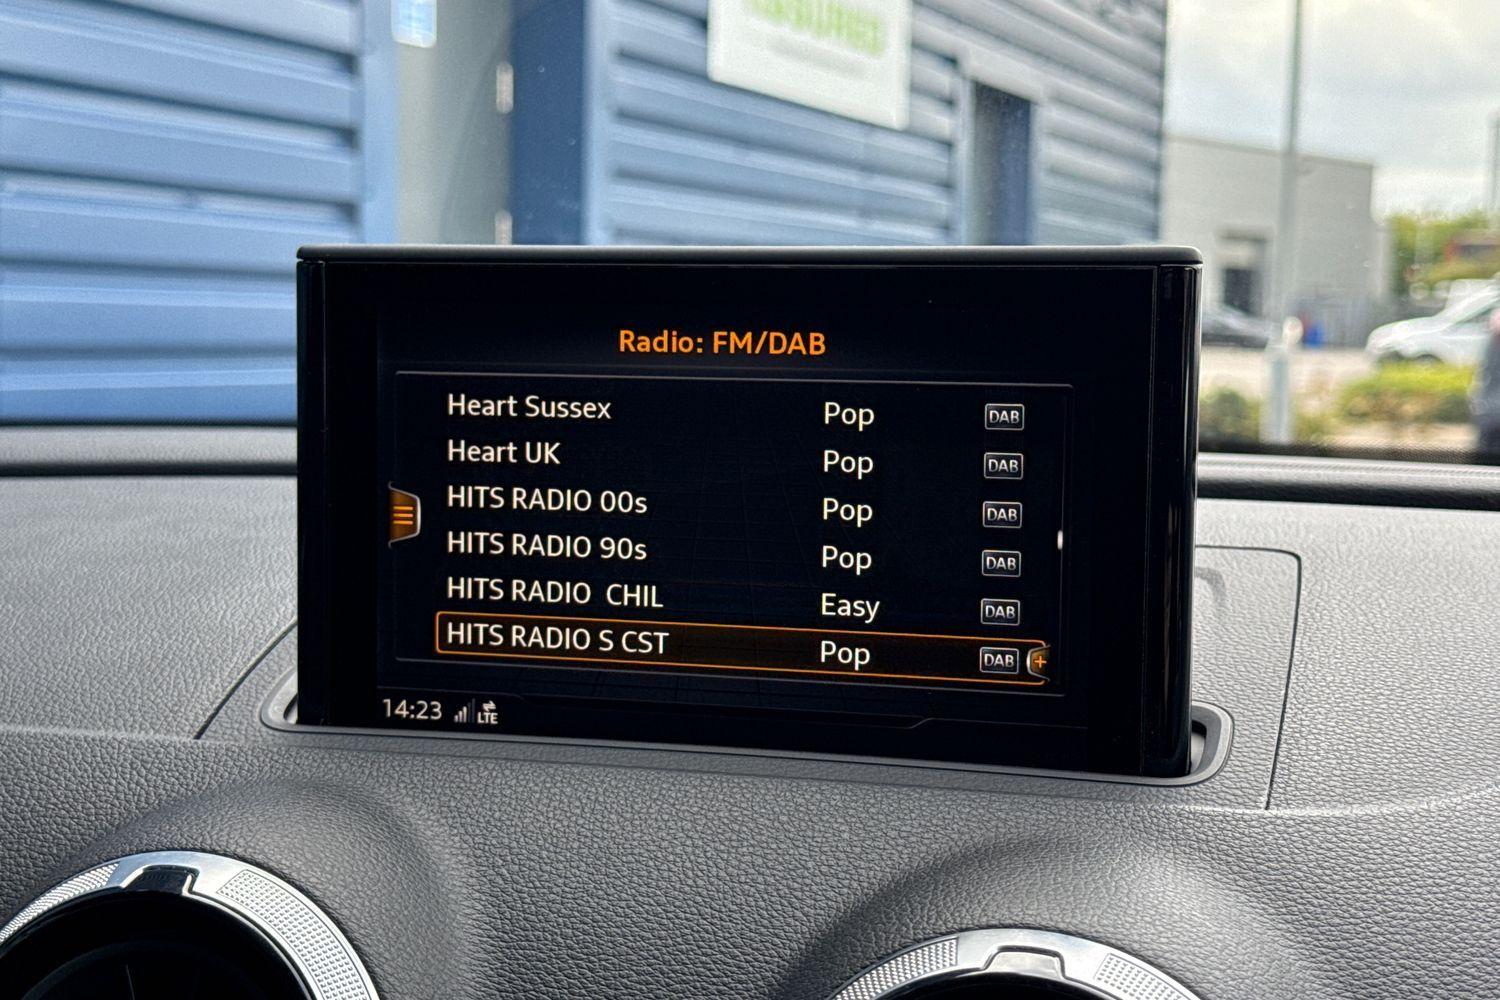 Radio: FM/DAB
Heart Sussex Pop DAB
Heart UK Pop DAB
HITS RADIO 00s Pop DAB
HITS RADIO 90s Pop DAB
HITS RADIO  CHIL Easy DAB
HITS RADIO S CST Pop DAB +
14:23 LTE